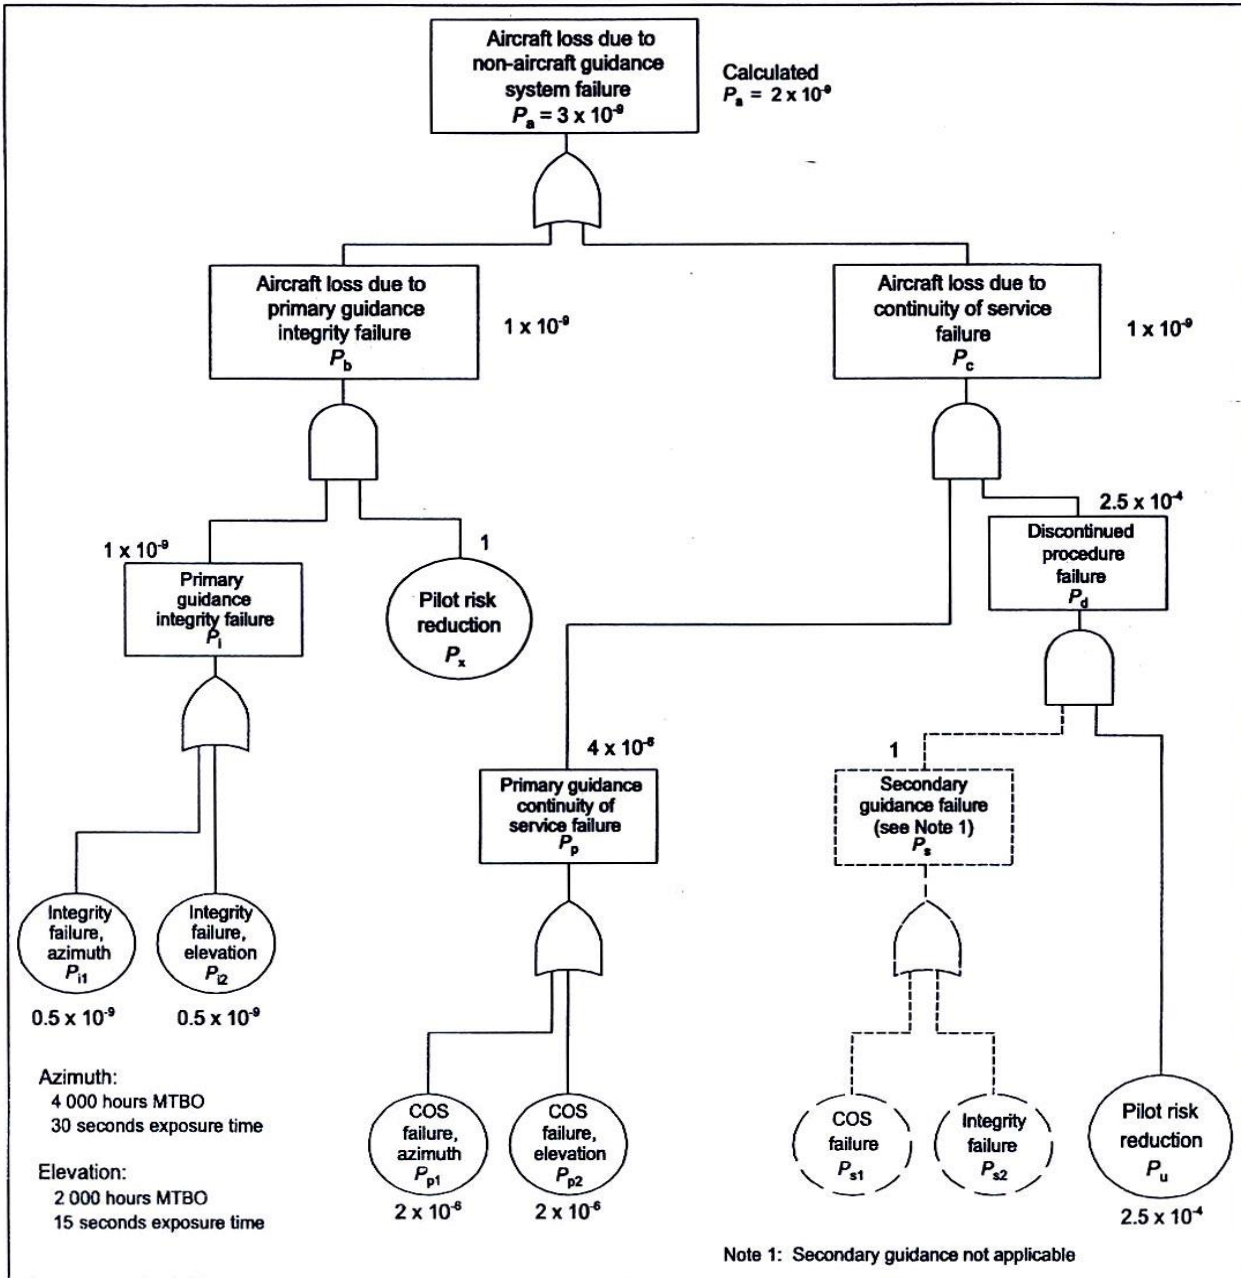 Aircraft loss due to
non-aircraft guidance
system failure
Pa = 3 x 10⁻⁹
Calculated
Pa = 2 x 10⁻⁹
Aircraft loss due to
primary guidance
integrity failure
Pb
1 x 10⁻⁹
Aircraft loss due to
continuity of service
failure
Pc
1 x 10⁻⁹
1 x 10⁻⁹
Primary
guidance
integrity failure
Pi
1
Pilot risk
reduction
Px
2.5 x 10⁻⁴
Discontinued
procedure
failure
Pd
4 x 10⁻⁶
Primary guidance
continuity of
service failure
Pp
1
Secondary
guidance failure
(see Note 1)
Ps
Integrity
failure,
azimuth
Pi1
0.5 x 10⁻⁹
Integrity
failure,
elevation
Pi2
0.5 x 10⁻⁹
Azimuth:
4 000 hours MTBO
30 seconds exposure time
Elevation:
2 000 hours MTBO
15 seconds exposure time
COS
failure,
azimuth
Pp1
2 x 10⁻⁶
COS
failure,
elevation
Pp2
2 x 10⁻⁶
COS
failure
Ps1
Integrity
failure
Ps2
Pilot risk
reduction
Pu
2.5 x 10⁻⁴
Note 1: Secondary guidance not applicable